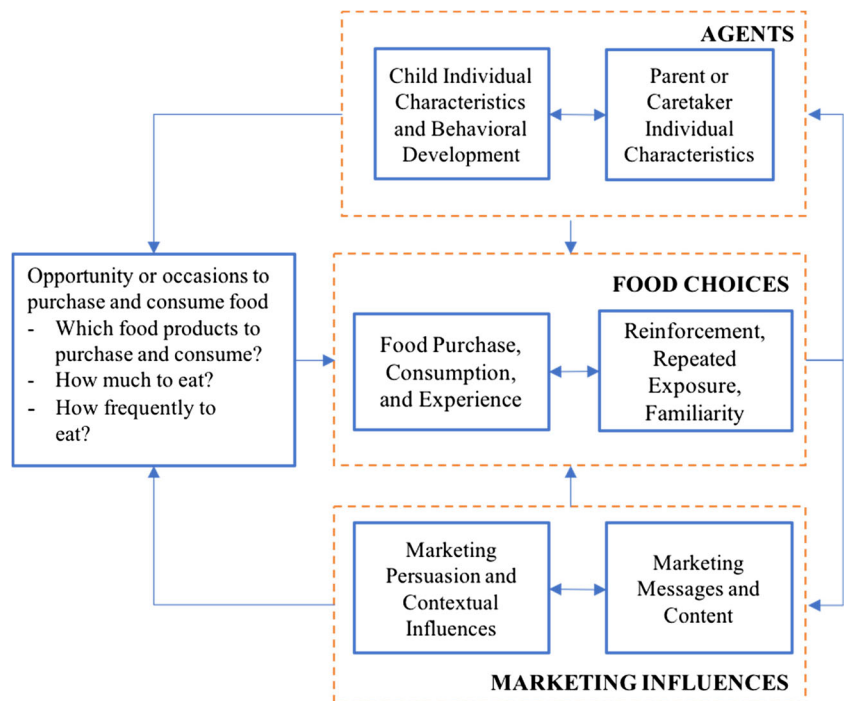 AGENTS
Child Individual
Characteristics
and Behavioral
Development
Parent or
Caretaker
Individual
Characteristics
Opportunity or occasions to
purchase and consume food
- Which food products to
purchase and consume?
- How much to eat?
- How frequently to
eat?
FOOD CHOICES
Food Purchase,
Consumption,
and Experience
Reinforcement,
Repeated
Exposure,
Familiarity
Marketing
Persuasion and
Contextual
Influences
Marketing
Messages and
Content
MARKETING INFLUENCES